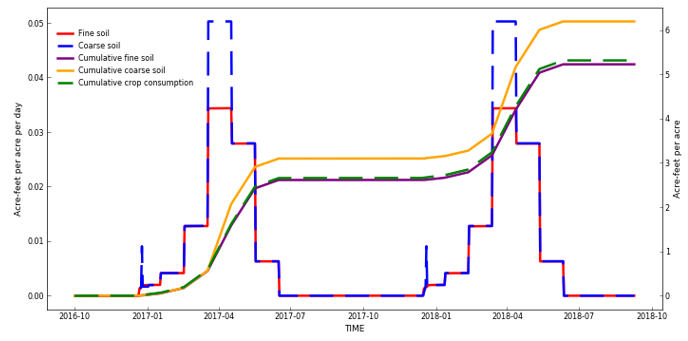 Fine soil
Coarse soil
Cumulative fine soil
Cumulative coarse soil
Cumulative crop consumption
Acre-feet per acre per day
0.05
0.04
0.03
0.02
0.01
0.00
6
5
4
3
2
1
0
Acre-feet per acre
2016-10
2017-01
2017-04
2017-07
2017-10
2018-01
2018-04
2018-07
2018-10
TIME